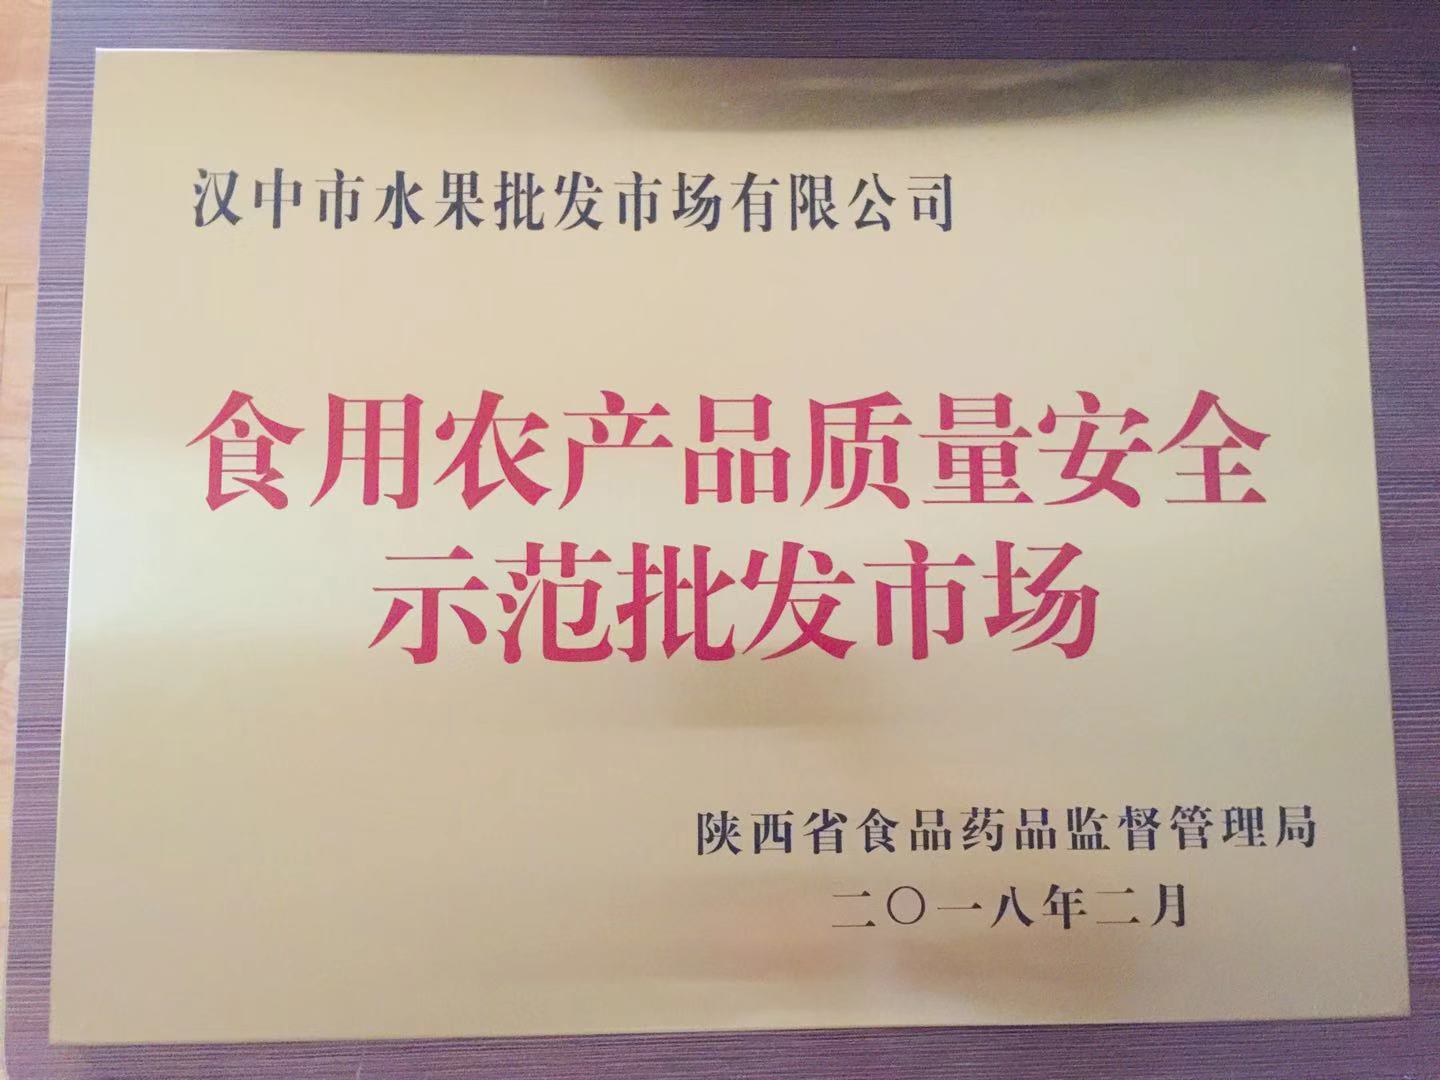 汉中市水果批发市场有限公司
食用农产品质量安全
示范批发市场
陕西省食品药品监督管理局
二〇一八年二月